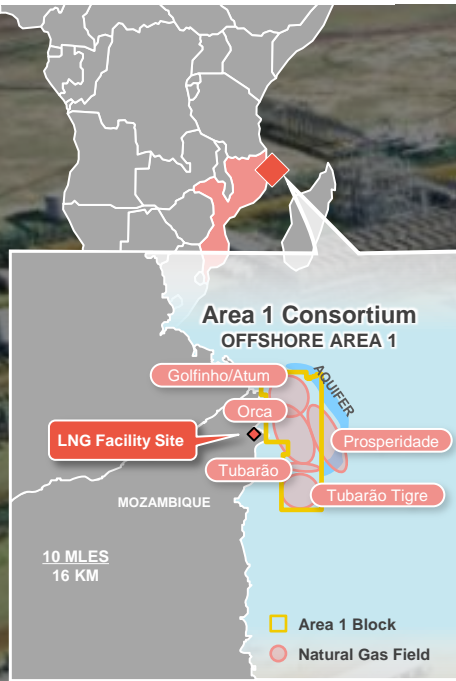 Area 1 Consortium
OFFSHORE AREA 1
AQUIFER
Golfinho/Atum
Orca
LNG Facility Site
Prosperidade
Tubarão
Tubarão Tigre
MOZAMBIQUE
10 MLES
16 KM
Area 1 Block
Natural Gas Field